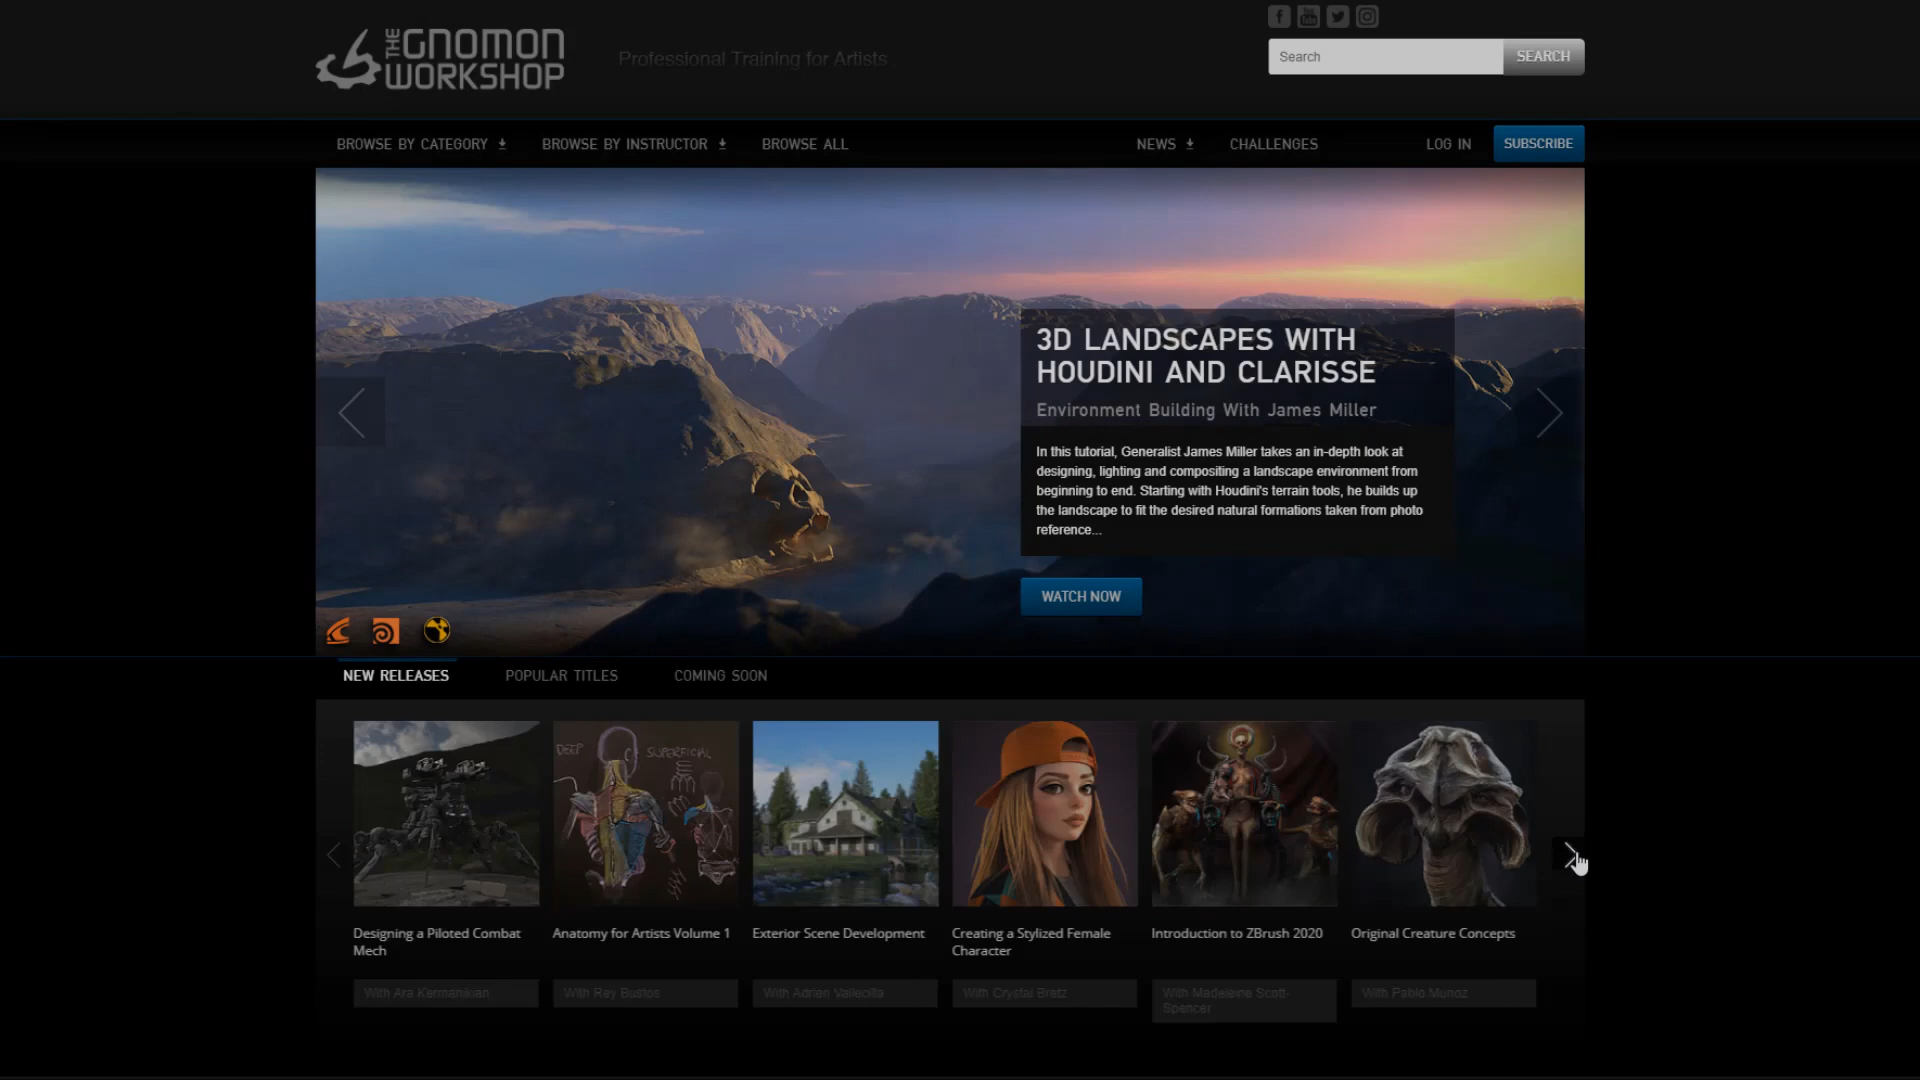 THE GNOMON
WORKSHOP
Professional Training for Artists
Search
SEARCH
BROWSE BY CATEGORY
BROWSE BY INSTRUCTOR
BROWSE ALL
NEWS
CHALLENGES
LOG IN
SUBSCRIBE
3D LANDSCAPES WITH
HOUDINI AND CLARISSE
Environment Building With James Miller
In this tutorial, Generalist James Miller takes an in-depth look at
designing, lighting and compositing a landscape environment from
beginning to end. Starting with Houdini's terrain tools, he builds up
the landscape to fit the desired natural formations taken from photo
reference...
WATCH NOW
NEW RELEASES
POPULAR TITLES
COMING SOON
DEEP
SUPERFICIAL
Designing a Piloted Combat
Mech
Anatomy for Artists Volume 1
Exterior Scene Development
Creating a Stylized Female
Character
Introduction to ZBrush 2020
Original Creature Concepts
With Ara Kermanikian
With Rey Bustos
With Adrien Vallecilla
With Crystal Bretz
With Madeleine Scott-
Spencer
With Pablo Munoz